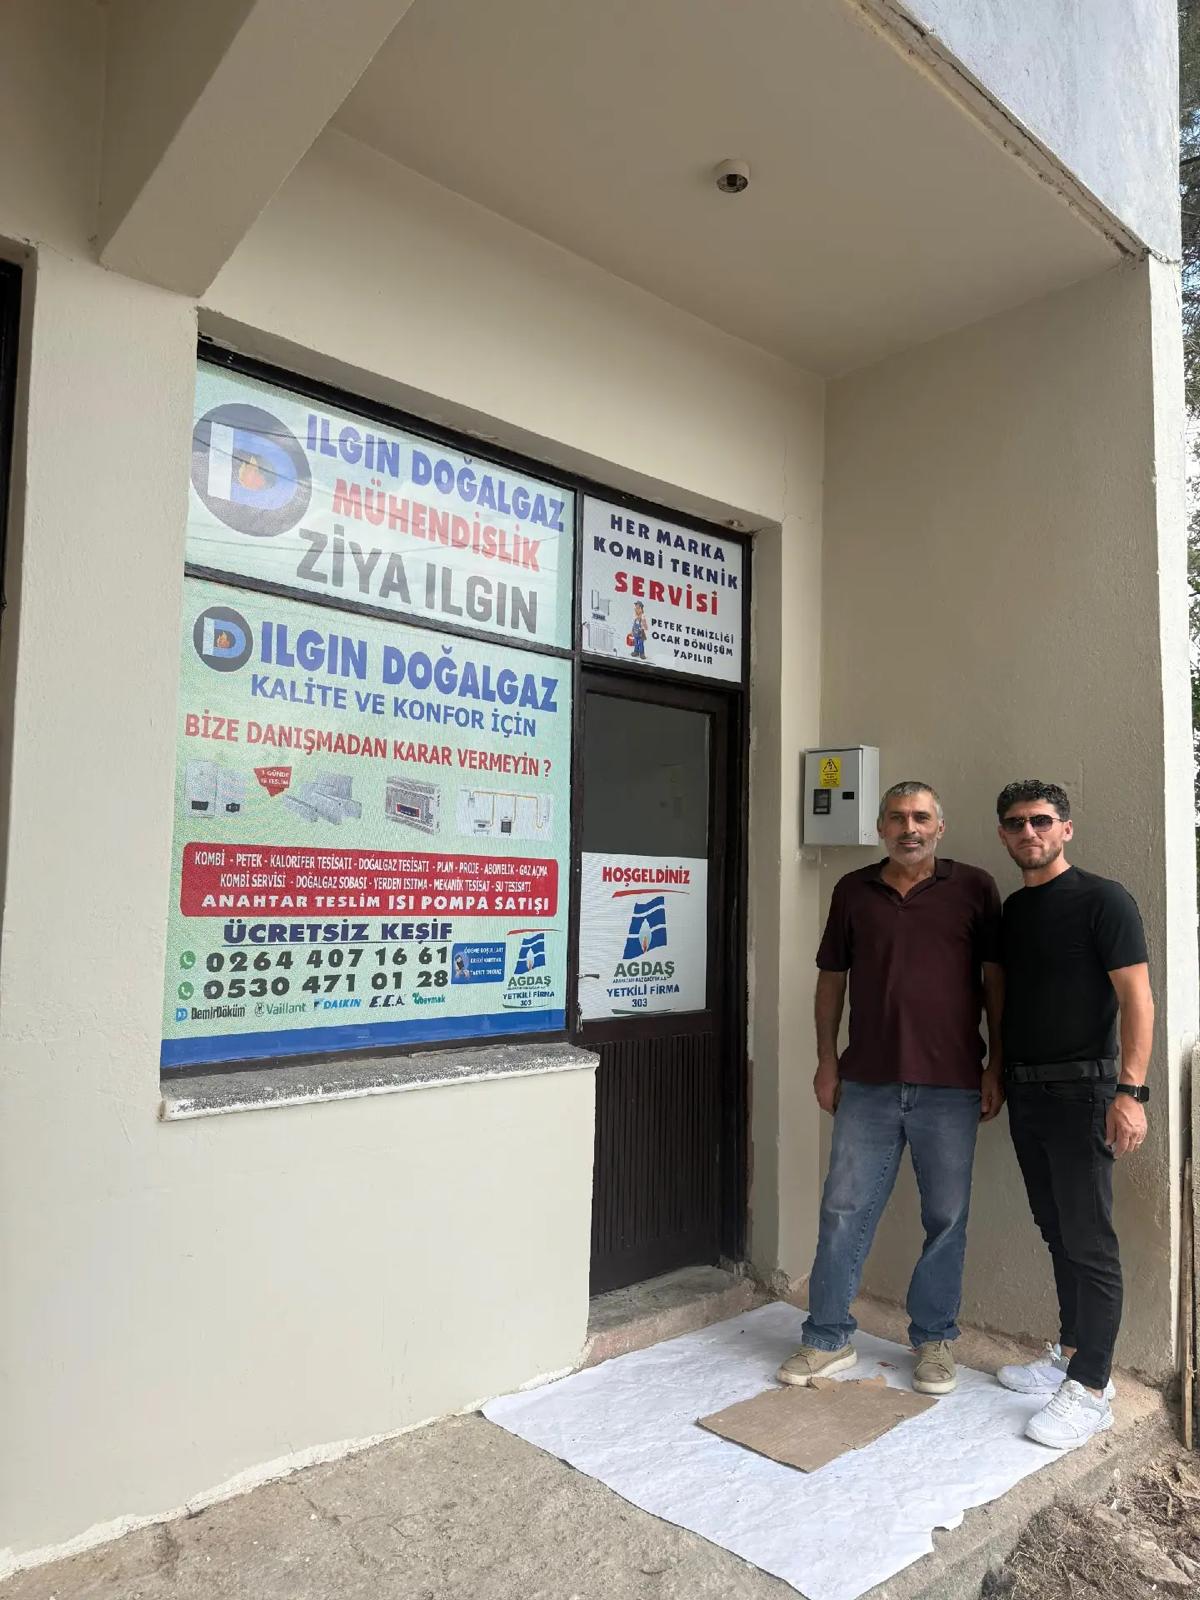 ILGIN DOĞALGAZ
MÜHENDİSLİK
ZİYA ILGIN
ILGIN DOĞALGAZ
KALİTE VE KONFOR İÇİN
BİZE DANIŞMADAN KARAR VERMEYİN ?
KOMBİ - PETEK - KALORİFER TESİSATI - DOĞALGAZ TESİSATI - PLAN - PROJE - ABONELİK - GAZ AÇMA
KOMBİ SERVİSİ - DOĞALGAZ SOBASI - YERDEN ISITMA - MEKANİK TESİSAT - SU TESİSATI
ANAHTAR TESLİM ISI POMPA SATIŞI
ÜCRETSİZ KEŞİF
0264 407 16 61
0530 471 01 28
AGDAŞ
YETKİLİ FİRMA
303
DemirDöküm Vaillant DAIKIN E.C.A. Baymak
HER MARKA
KOMBİ TEKNİK
SERVİSİ
PETEK TEMİZLİĞİ
OCAK DÖNÜŞÜM
YAPILIR
HOŞGELDİNİZ
AGDAŞ
YETKİLİ FİRMA
303